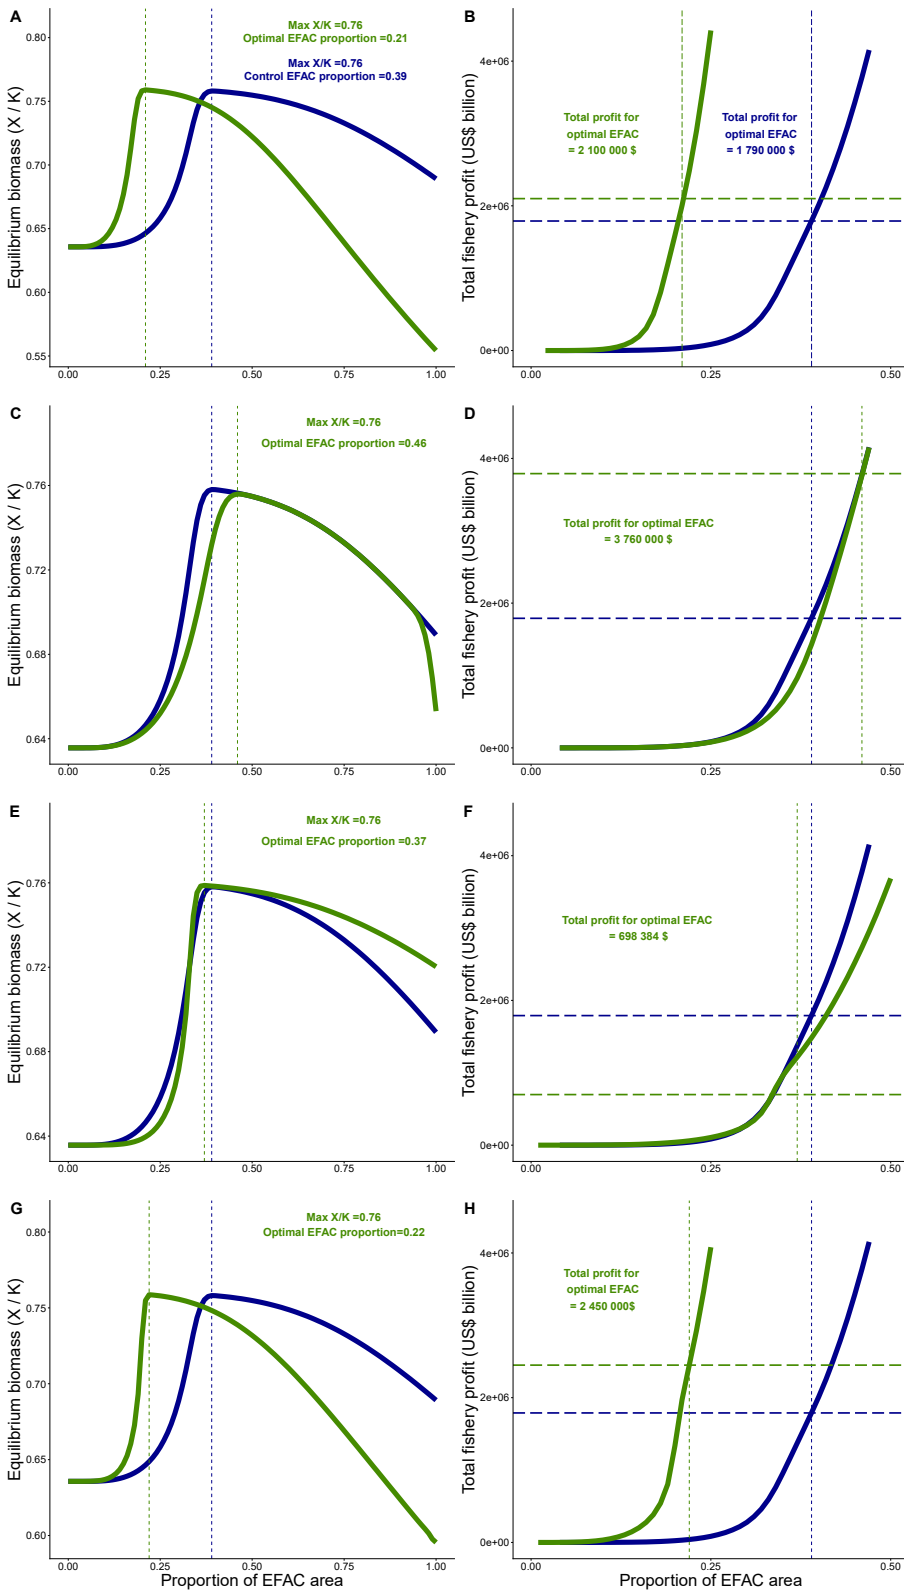 A
Max X/K =0.76
Optimal EFAC proportion =0.21
Max X/K =0.76
Control EFAC proportion =0.39
Equilibrium biomass (X / K)
0.80
0.75
0.70
0.65
0.60
0.55
0.00 0.25 0.50 0.75 1.00
B
Total profit for
optimal EFAC
= 2 100 000 $
Total profit for
optimal EFAC
= 1 790 000 $
Total fishery profit (US$ billion)
4e+06
2e+06
0e+00
0.25 0.50
C
Max X/K =0.76
Optimal EFAC proportion =0.46
Equilibrium biomass (X / K)
0.76
0.72
0.68
0.64
0.00 0.25 0.50 0.75 1.00
D
Total profit for optimal EFAC
= 3 760 000 $
Total fishery profit (US$ billion)
4e+06
2e+06
0e+00
0.25 0.50
E
Max X/K =0.76
Optimal EFAC proportion =0.37
Equilibrium biomass (X / K)
0.76
0.72
0.68
0.64
0.00 0.25 0.50 0.75 1.00
F
Total profit for optimal EFAC
= 698 384 $
Total fishery profit (US$ billion)
4e+06
2e+06
0e+00
0.25 0.50
G
Max X/K =0.76
Optimal EFAC proportion=0.22
Equilibrium biomass (X / K)
0.80
0.75
0.70
0.65
0.60
0.00 0.25 0.50 0.75 1.00
Proportion of EFAC area
H
Total profit for
optimal EFAC
= 2 450 000$
Total fishery profit (US$ billion)
4e+06
2e+06
0e+00
0.25 0.50
Proportion of EFAC area